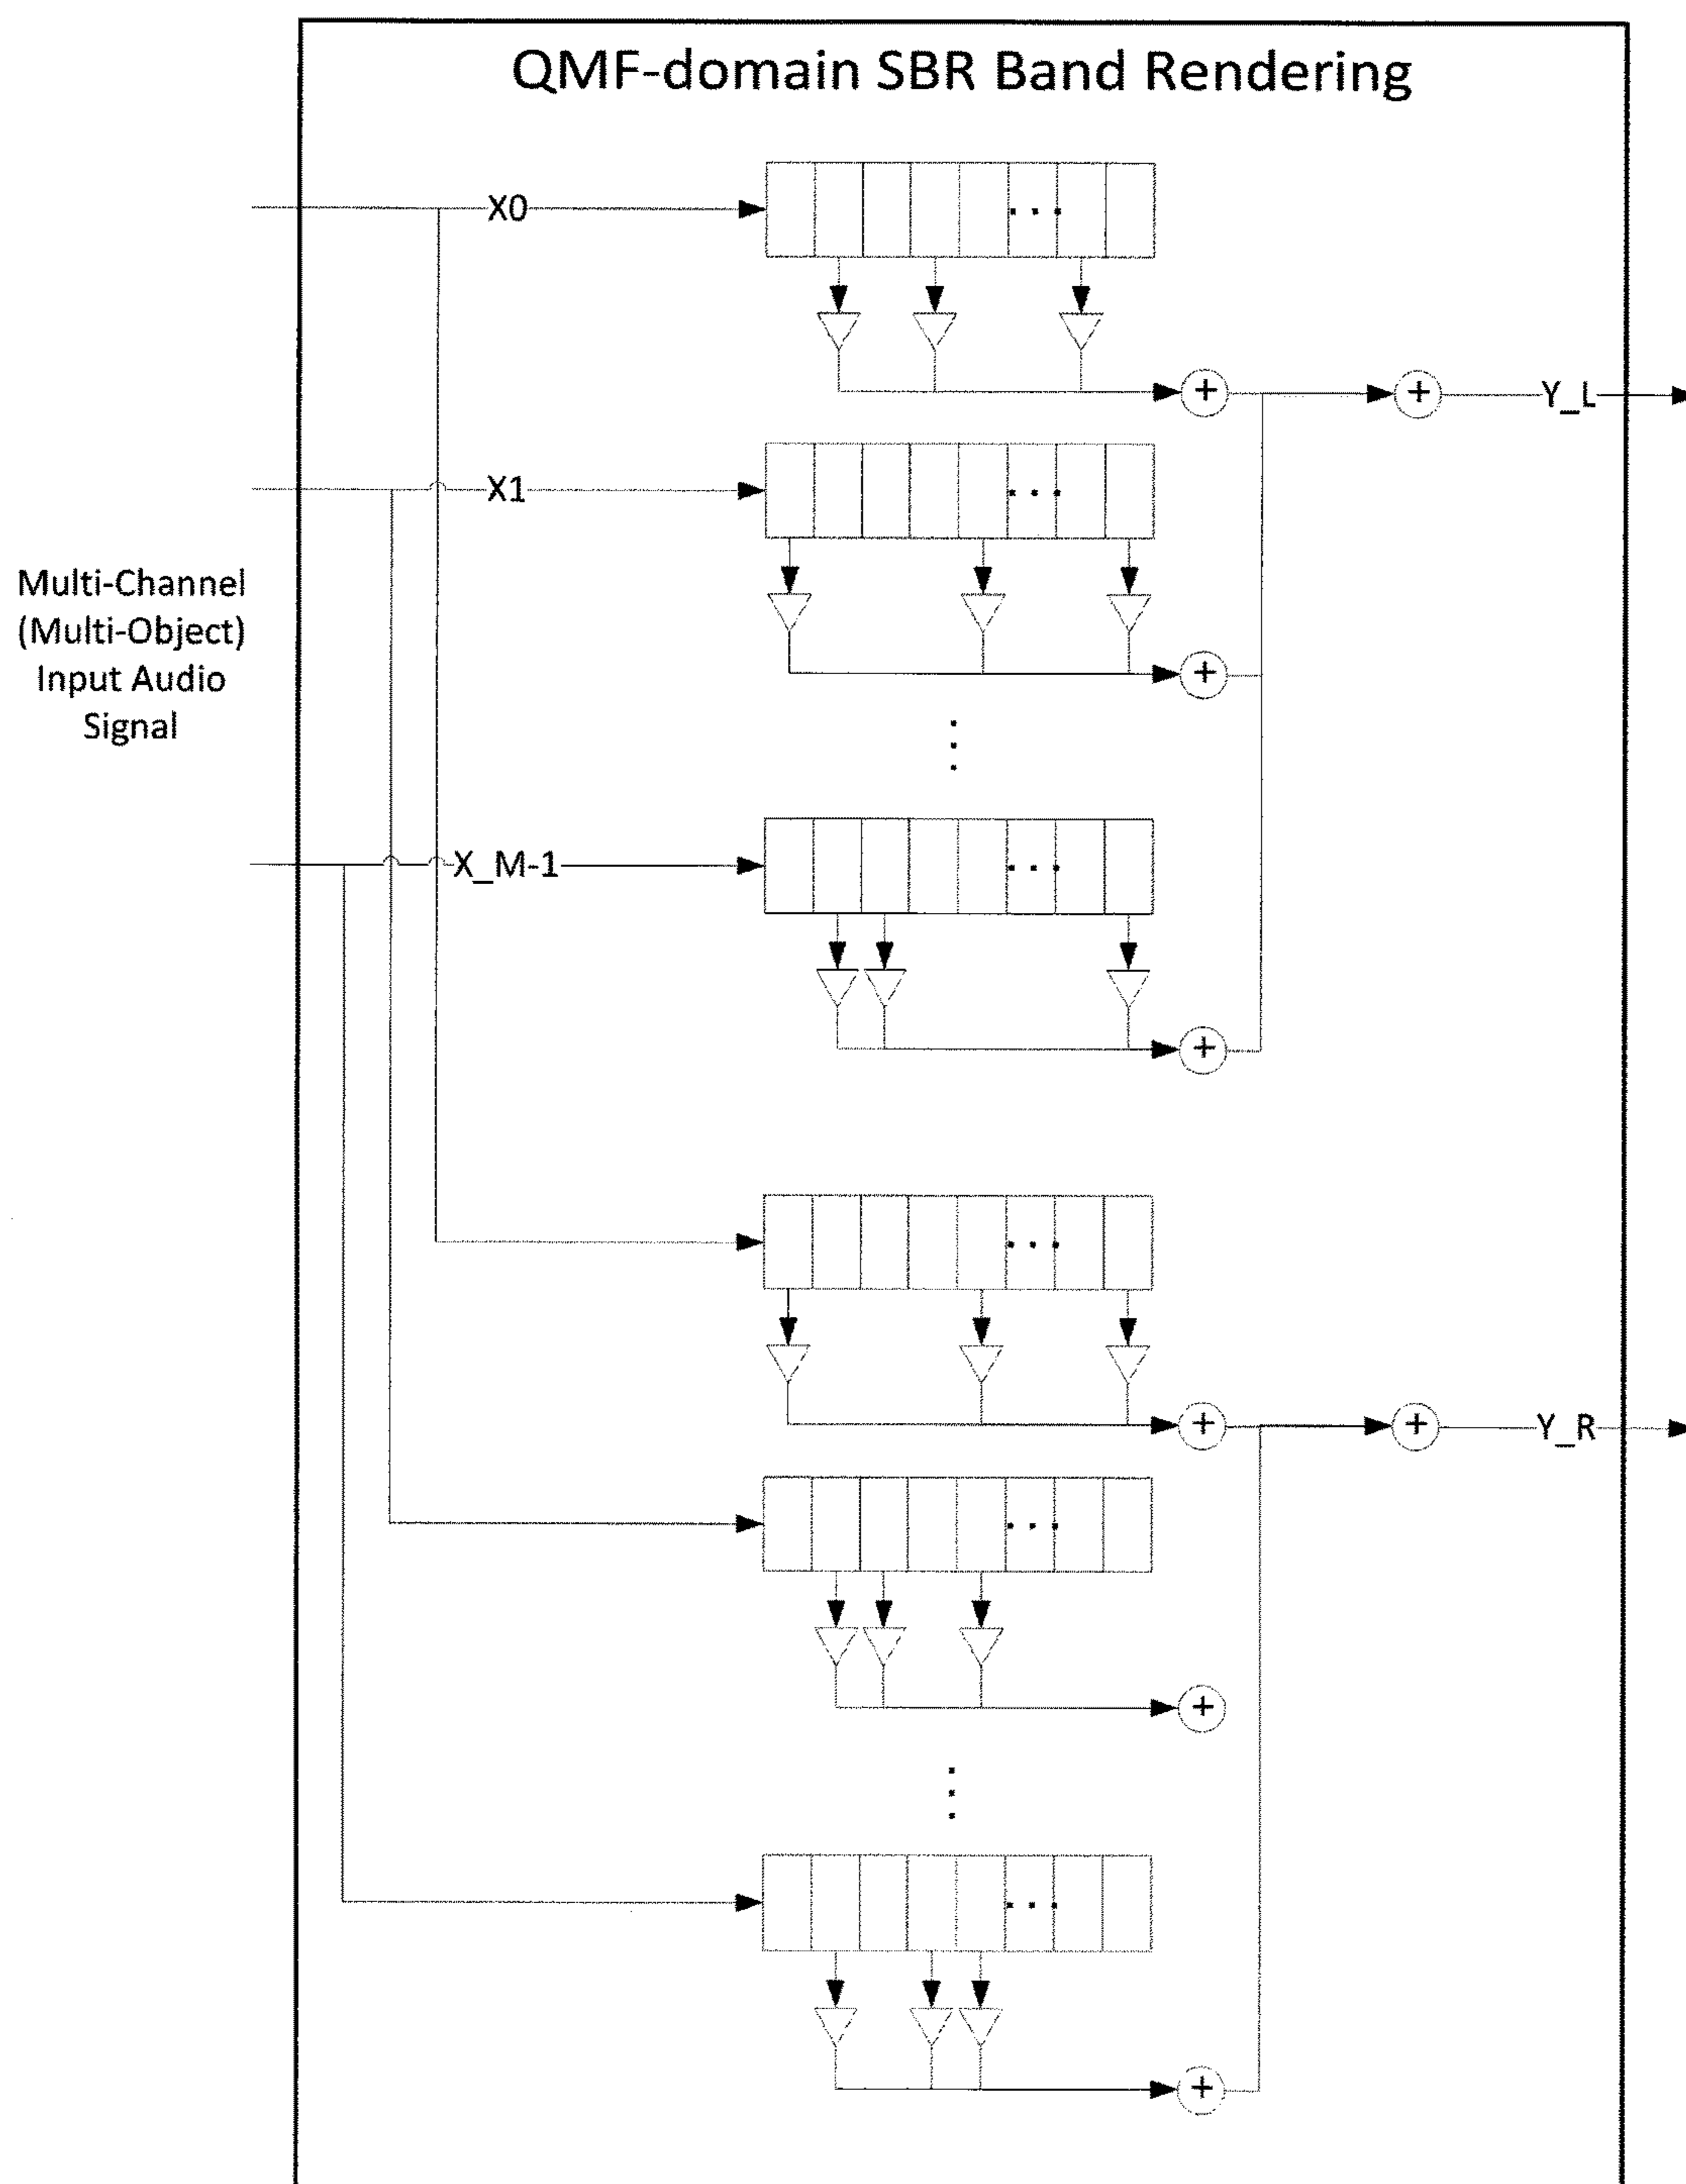 QMF-domain SBR Band Rendering
X0
Y_L
X1
Multi-Channel
(Multi-Object)
Input Audio
Signal
X_M-1
Y_R